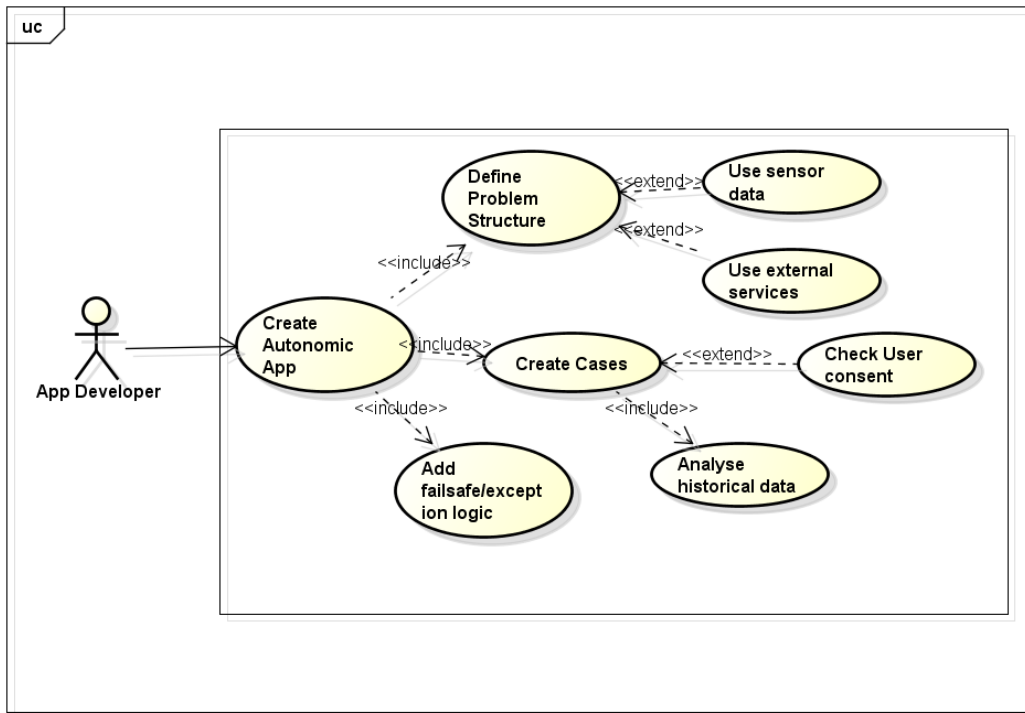 uc
Define
Problem
Structure
<<extend>>
Use sensor
data
<<extend>>
Use external
services
<<include>>
Create
Autonomic
App
<<include>>
Create Cases
<<extend>>
Check User
consent
App Developer
<<include>>
<<include>>
Add
failsafe/except
ion logic
Analyse
historical data